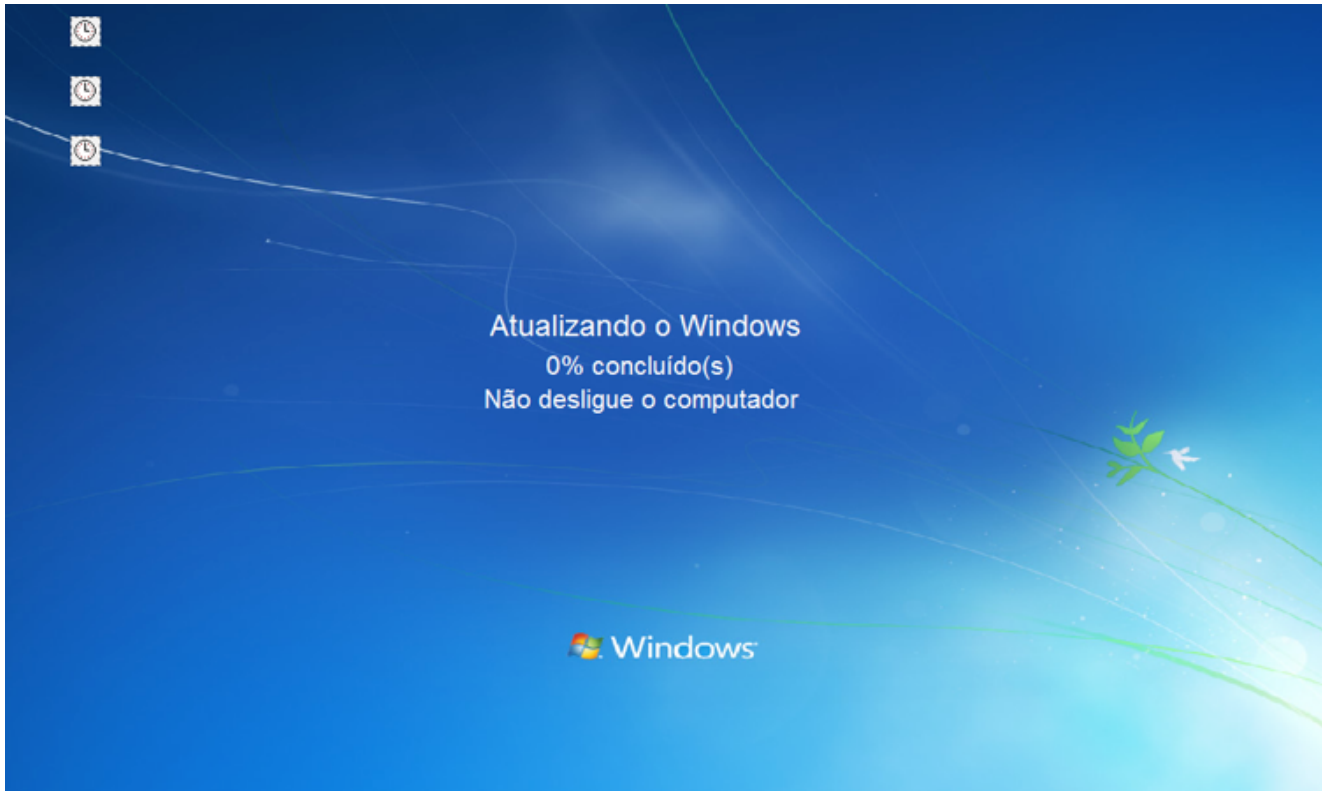 Atualizando o Windows
0% concluído(s)
Não desligue o computador
Windows